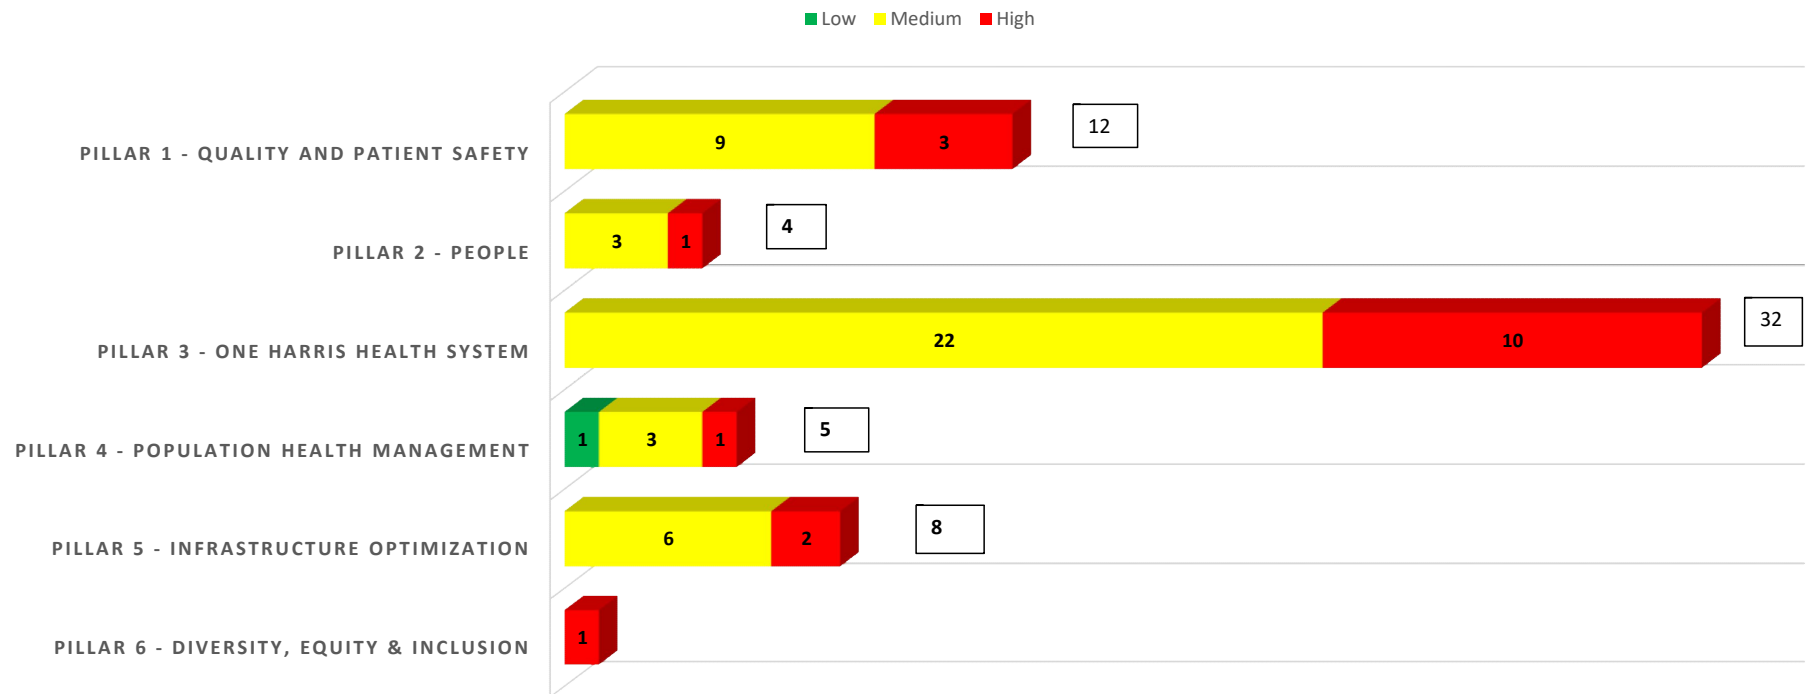 Low Medium High
PILLAR 1 - QUALITY AND PATIENT SAFETY 9 3 12
PILLAR 2 - PEOPLE 3 1 4
PILLAR 3 - ONE HARRIS HEALTH SYSTEM 22 10 32
PILLAR 4 - POPULATION HEALTH MANAGEMENT 1 3 1 5
PILLAR 5 - INFRASTRUCTURE OPTIMIZATION 6 2 8
PILLAR 6 - DIVERSITY, EQUITY & INCLUSION 1